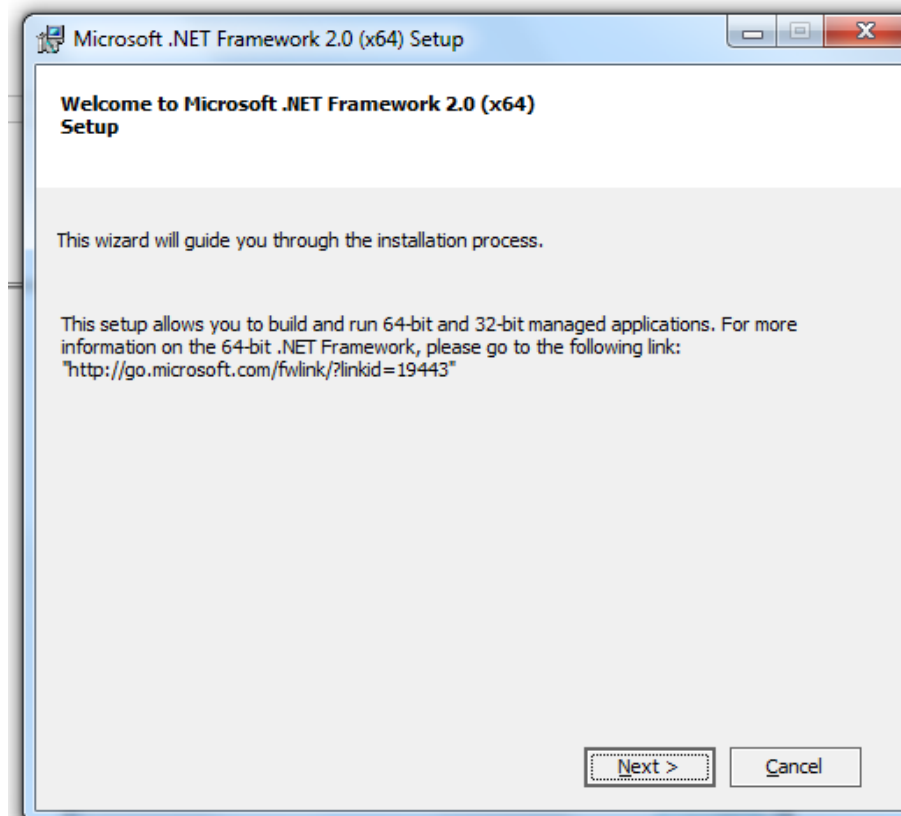 Microsoft .NET Framework 2.0 (x64) Setup
Welcome to Microsoft .NET Framework 2.0 (x64)
Setup
This wizard will guide you through the installation process.
This setup allows you to build and run 64-bit and 32-bit managed applications. For more
information on the 64-bit .NET Framework, please go to the following link:
"http://go.microsoft.com/fwlink/?linkid=19443"
Next >
Cancel